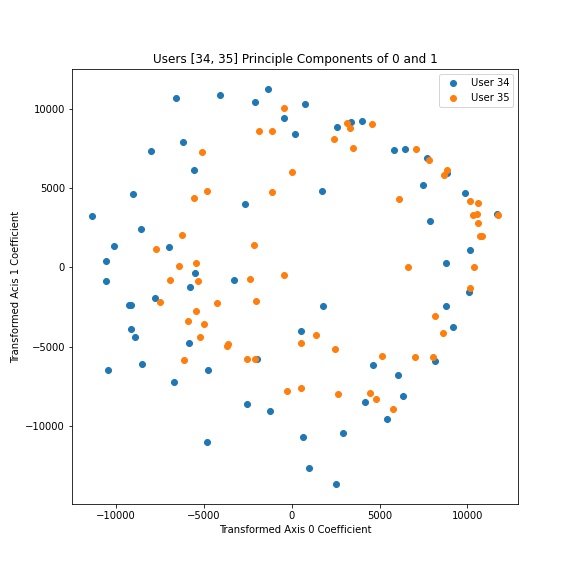 Users [34, 35] Principle Components of 0 and 1
User 34
User 35
Transformed Acis 1 Coefficient
10000
5000
0
−5000
−10000
−10000
−5000
0
5000
10000
Transformed Axis 0 Coefficient